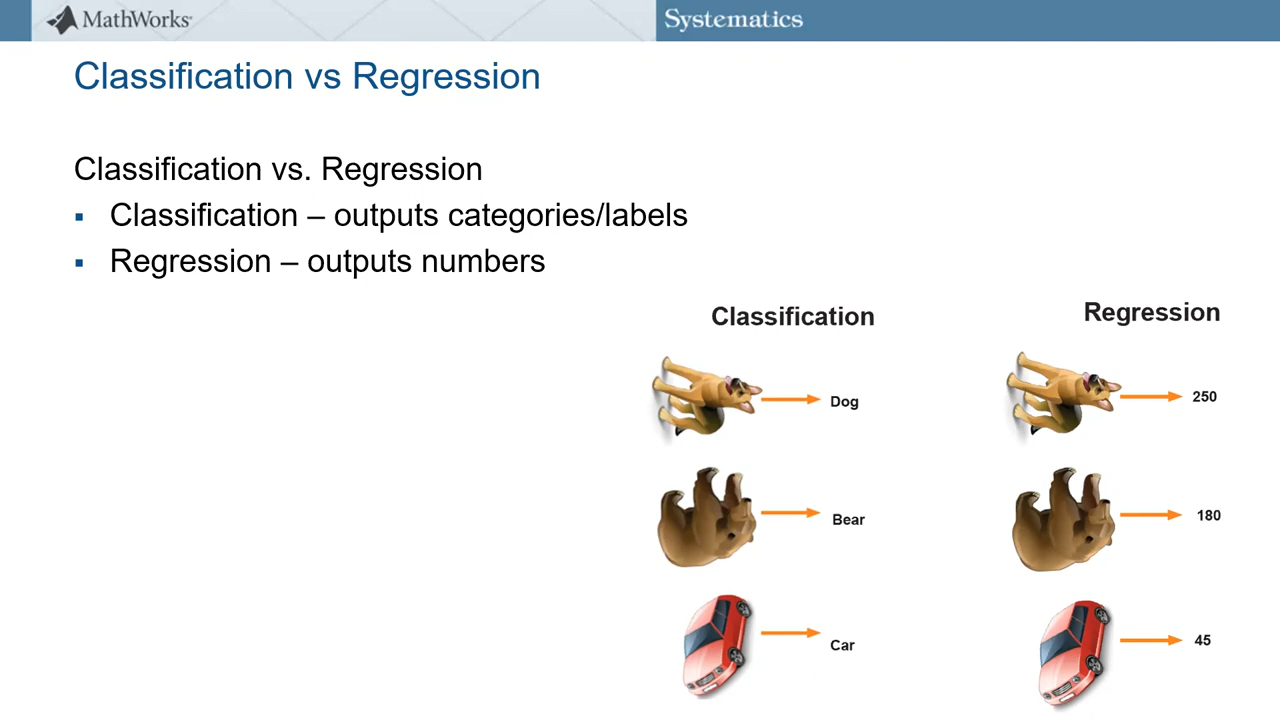 MathWorks®
Systematics
Classification vs Regression
Classification vs. Regression
▪ Classification – outputs categories/labels
▪ Regression – outputs numbers
Classification
Regression
Dog
250
Bear
180
Car
45